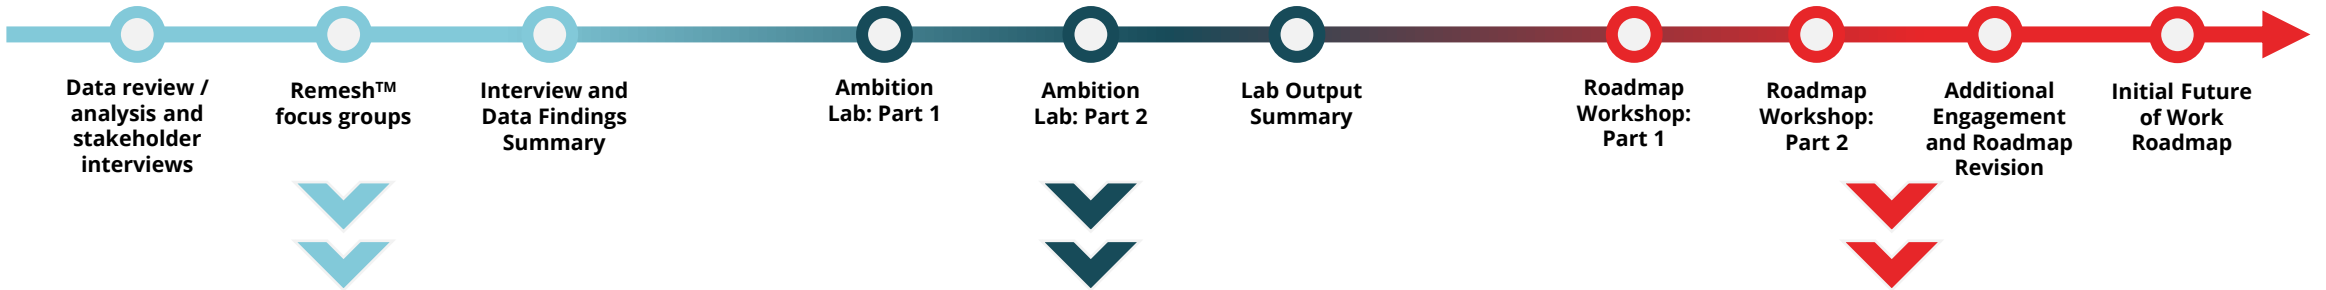 Data review /
analysis and
stakeholder
interviews
Remesh™
focus groups
Interview and
Data Findings
Summary
Ambition
Lab: Part 1
Ambition
Lab: Part 2
Lab Output
Summary
Roadmap
Workshop:
Part 1
Roadmap
Workshop:
Part 2
Additional
Engagement
and Roadmap
Revision
Initial Future
of Work
Roadmap